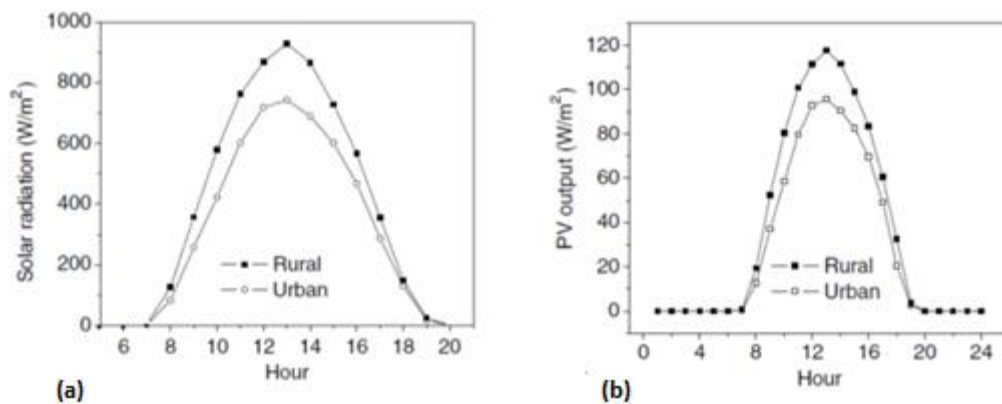 1000
800
600
400
200
0
Solar radiation (W/m²)
Rural
Urban
6 8 10 12 14 16 18 20
Hour
(a)
120
100
80
60
40
20
0
PV output (W/m²)
Rural
Urban
0 4 8 12 16 20 24
Hour
(b)